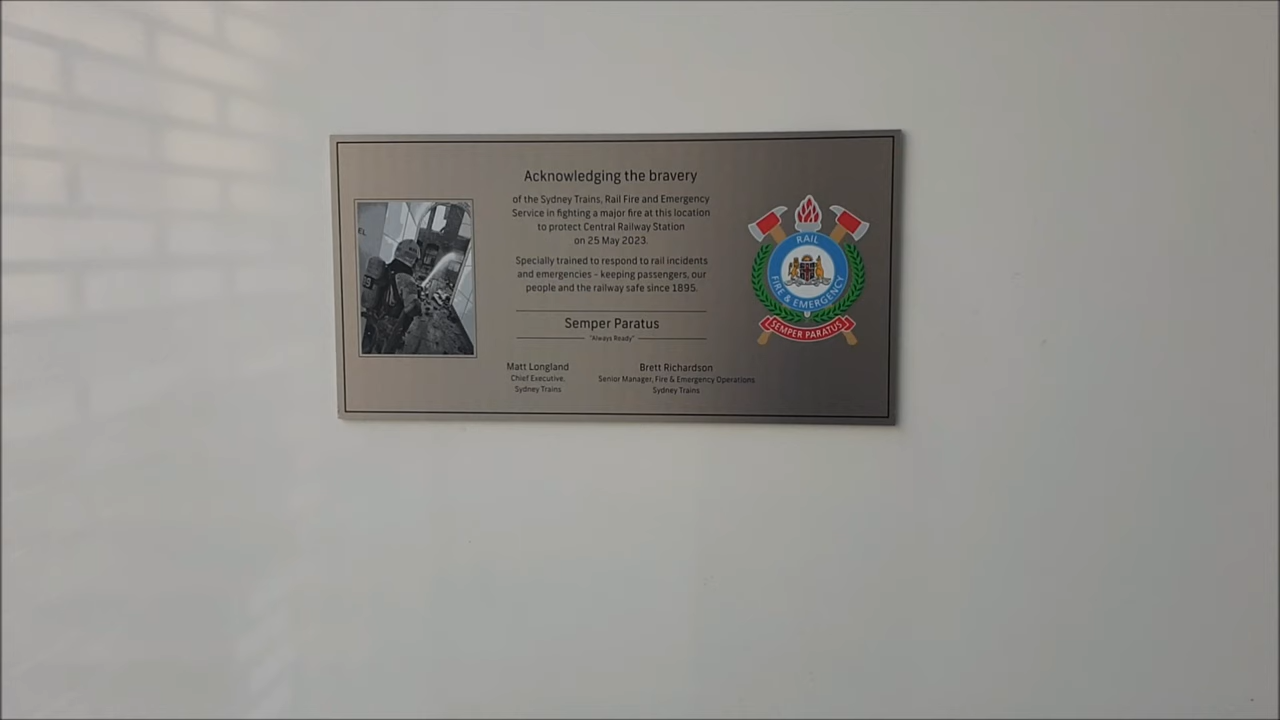 Acknowledging the bravery
of the Sydney Trains, Rail Fire and Emergency
Service in fighting a major fire at this location
to protect Central Railway Station
on 25 May 2023.
Specially trained to respond to rail incidents
and emergencies - keeping passengers, our
people and the railway safe since 1895.
Semper Paratus
"Always Ready"
Matt Longland
Chief Executive,
Sydney Trains
Brett Richardson
Senior Manager, Fire & Emergency Operations
Sydney Trains
RAIL
FIRE & EMERGENCY
SEMPER PARATUS